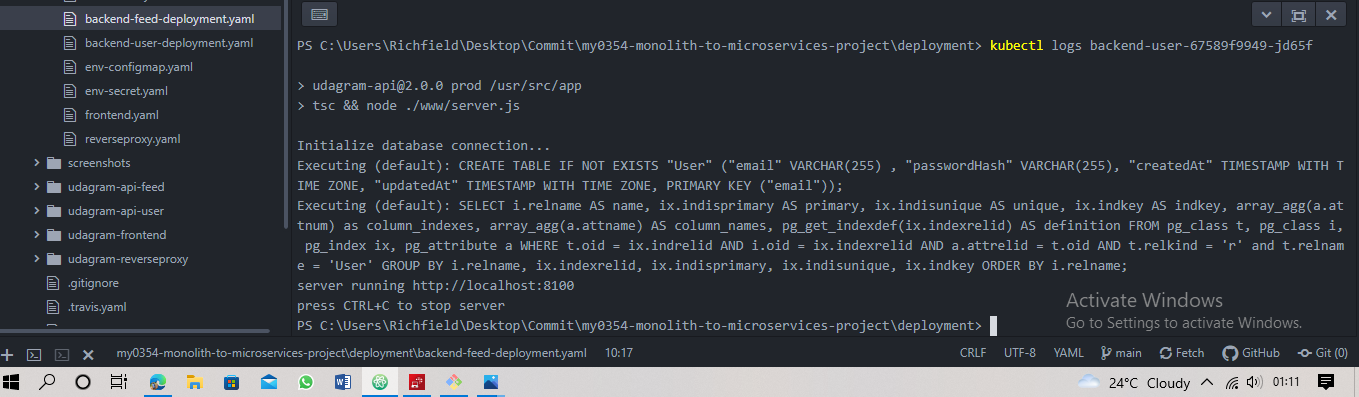 backend-feed-deployment.yaml
backend-user-deployment.yaml
env-configmap.yaml
env-secret.yaml
frontend.yaml
reverseproxy.yaml
screenshots
udagram-api-feed
udagram-api-user
udagram-frontend
udagram-reverseproxy
.gitignore
.travis.yaml
PS C:\Users\Richfield\Desktop\Commit\my0354-monolith-to-microservices-project\deployment> kubectl logs backend-user-67589f9949-jd65f
> udagram-api@2.0.0 prod /usr/src/app
> tsc && node ./www/server.js
Initialize database connection...
Executing (default): CREATE TABLE IF NOT EXISTS "User" ("email" VARCHAR(255) , "passwordHash" VARCHAR(255), "createdAt" TIMESTAMP WITH T
IME ZONE, "updatedAt" TIMESTAMP WITH TIME ZONE, PRIMARY KEY ("email"));
Executing (default): SELECT i.relname AS name, ix.indisprimary AS primary, ix.indisunique AS unique, ix.indkey AS indkey, array_agg(a.at
tnum) as column_indexes, array_agg(a.attname) AS column_names, pg_get_indexdef(ix.indexrelid) AS definition FROM pg_class t, pg_class i,
pg_index ix, pg_attribute a WHERE t.oid = ix.indrelid AND i.oid = ix.indexrelid AND a.attrelid = t.oid AND t.relkind = 'r' and t.relnam
e = 'User' GROUP BY i.relname, ix.indexrelid, ix.indisprimary, ix.indisunique, ix.indkey ORDER BY i.relname;
server running http://localhost:8100
press CTRL+C to stop server
PS C:\Users\Richfield\Desktop\Commit\my0354-monolith-to-microservices-project\deployment>
Activate Windows
Go to Settings to activate Windows.
my0354-monolith-to-microservices-project\deployment\backend-feed-deployment.yaml 10:17 CRLF UTF-8 YAML main Fetch GitHub Git (0)
24°C Cloudy 01:11